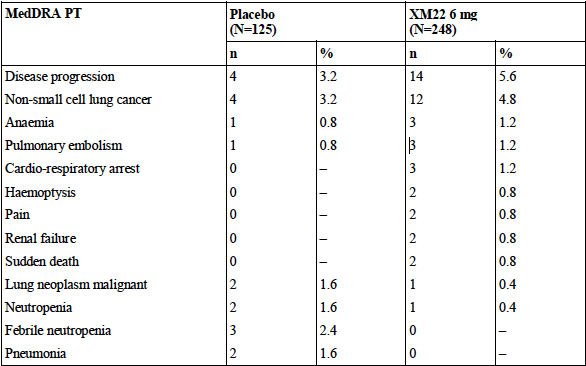 MedDRA PT Placebo (N=125) XM22 6 mg (N=248)
n % n %
Disease progression 4 3.2 14 5.6
Non-small cell lung cancer 4 3.2 12 4.8
Anaemia 1 0.8 3 1.2
Pulmonary embolism 1 0.8 3 1.2
Cardio-respiratory arrest 0 – 3 1.2
Haemoptysis 0 – 2 0.8
Pain 0 – 2 0.8
Renal failure 0 – 2 0.8
Sudden death 0 – 2 0.8
Lung neoplasm malignant 2 1.6 1 0.4
Neutropenia 2 1.6 1 0.4
Febrile neutropenia 3 2.4 0 –
Pneumonia 2 1.6 0 –